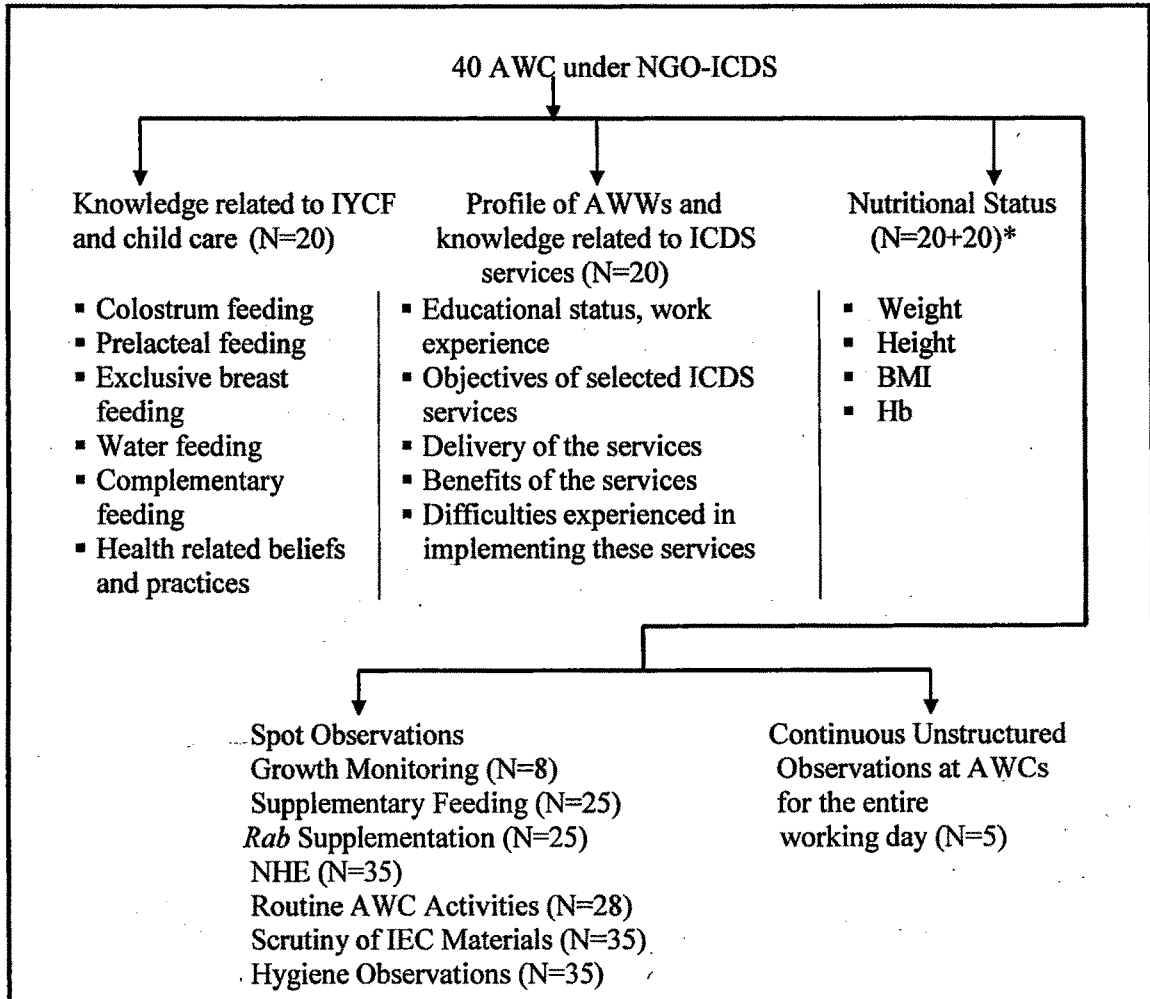 40 AWC under NGO-ICDS
Knowledge related to IYCF
and child care (N=20)
▪ Colostrum feeding
▪ Prelacteal feeding
▪ Exclusive breast
feeding
▪ Water feeding
▪ Complementary
feeding
▪ Health related beliefs
and practices
Profile of AWWs and
knowledge related to ICDS
services (N=20)
▪ Educational status, work
experience
▪ Objectives of selected ICDS
services
▪ Delivery of the services
▪ Benefits of the services
▪ Difficulties experienced in
implementing these services
Nutritional Status
(N=20+20)*
▪ Weight
▪ Height
▪ BMI
▪ Hb
Spot Observations
Growth Monitoring (N=8)
Supplementary Feeding (N=25)
Rab Supplementation (N=25)
NHE (N=35)
Routine AWC Activities (N=28)
Scrutiny of IEC Materials (N=35)
Hygiene Observations (N=35)
Continuous Unstructured
Observations at AWCs
for the entire
working day (N=5)